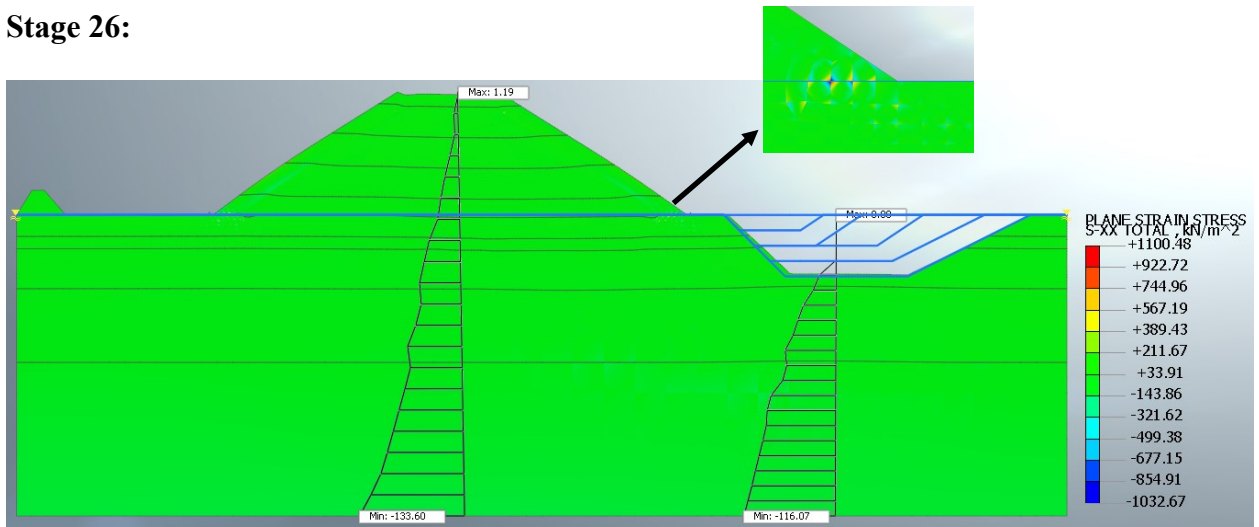 Stage 26:
Max: 1.19
Max: 0.00
PLANE STRAIN STRESS
S-XX TOTAL , kN/m^2
+1100.48
+922.72
+744.96
+567.19
+389.43
+211.67
+33.91
-143.86
-321.62
-499.38
-677.15
-854.91
-1032.67
Min: -133.60
Min: -116.07